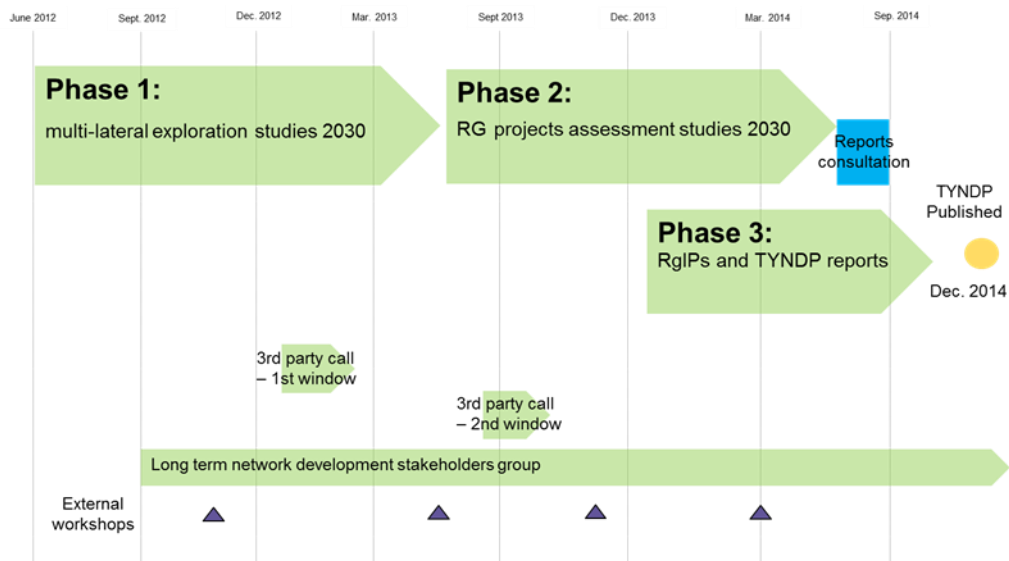 June 2012
Sept. 2012
Dec. 2012
Mar. 2013
Sept 2013
Dec. 2013
Mar. 2014
Sep. 2014
Phase 1:
multi-lateral exploration studies 2030
Phase 2:
RG projects assessment studies 2030
Reports
consultation
TYNDP
Published
Phase 3:
RgIPs and TYNDP reports
Dec. 2014
3rd party call
– 1st window
3rd party call
– 2nd window
Long term network development stakeholders group
External
workshops